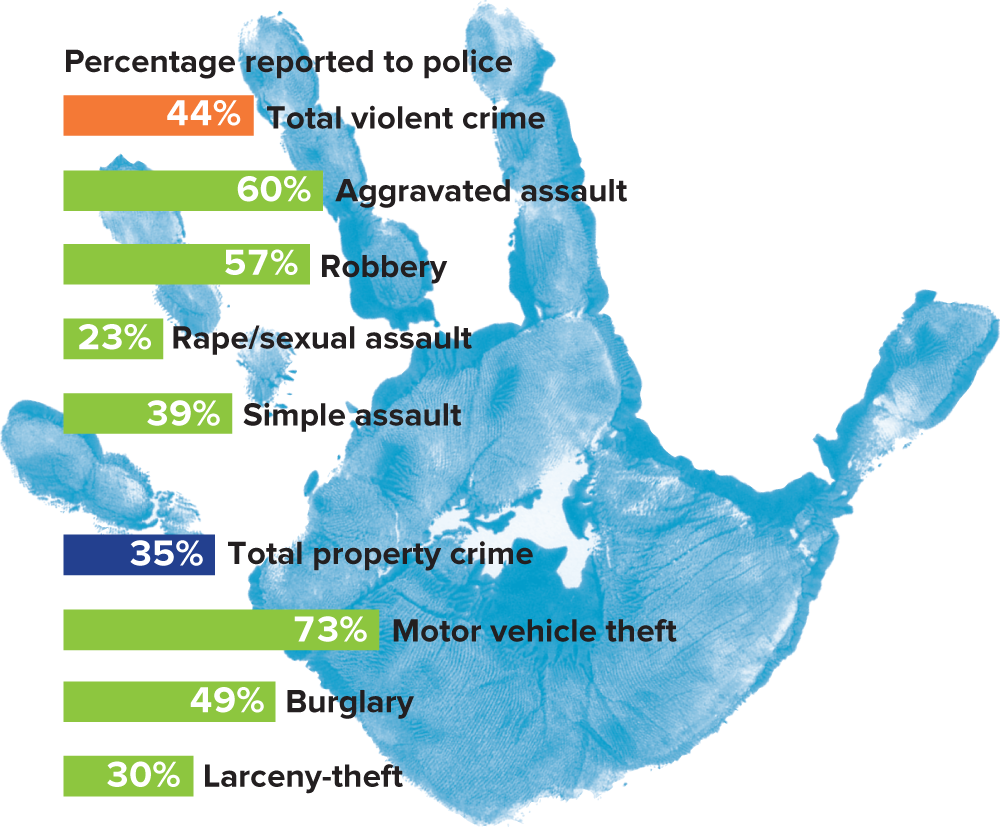 Percentage reported to police
44% Total violent crime
60% Aggravated assault
57% Robbery
23% Rape/sexual assault
39% Simple assault
35% Total property crime
73% Motor vehicle theft
49% Burglary
30% Larceny-theft